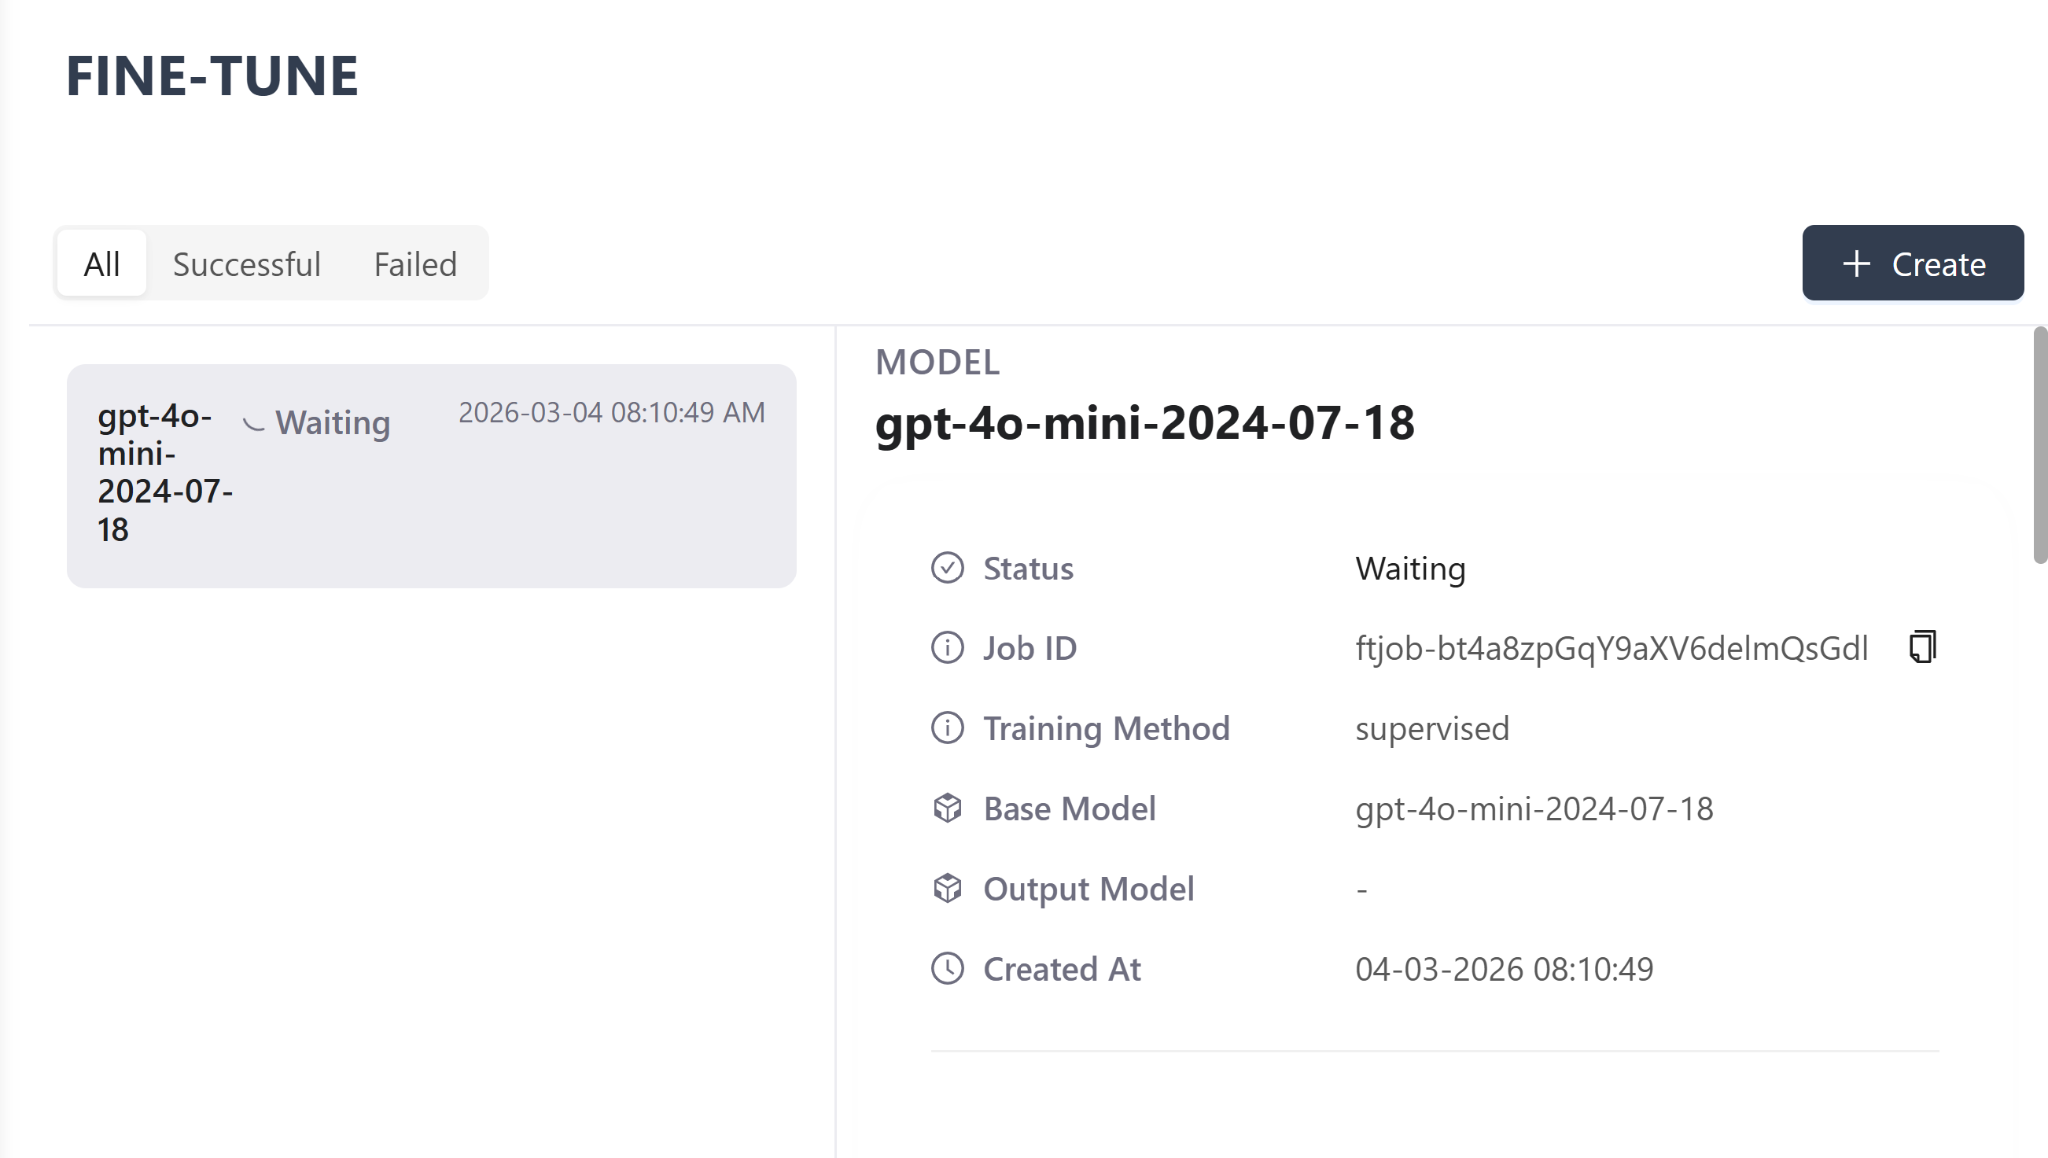 FINE-TUNE
All Successful Failed
Create
gpt-4o-
mini-
2024-07-
18
Waiting
2026-03-04 08:10:49 AM
MODEL
gpt-4o-mini-2024-07-18
Status Waiting
Job ID ftjob-bt4a8zpGqY9aXV6delmQsGdl
Training Method supervised
Base Model gpt-4o-mini-2024-07-18
Output Model -
Created At 04-03-2026 08:10:49